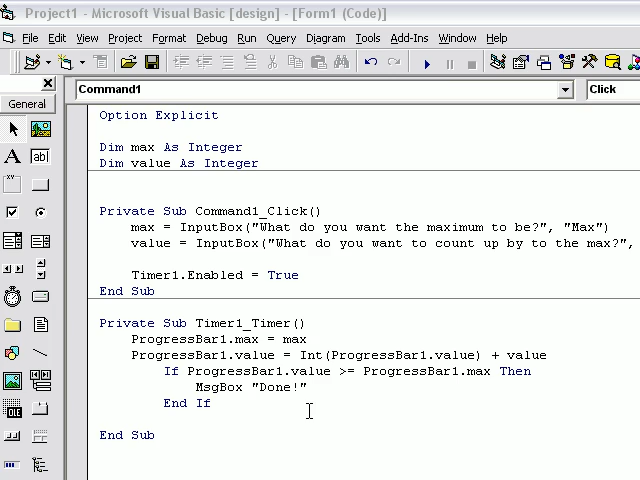 Project1 - Microsoft Visual Basic [design] - [Form1 (Code)]
File Edit View Project Format Debug Run Query Diagram Tools Add-Ins Window Help
General
Command1
Click
Option Explicit
Dim max As Integer
Dim value As Integer
Private Sub Command1_Click()
max = InputBox("What do you want the maximum to be?", "Max")
value = InputBox("What do you want to count up by to the max?",
Timer1.Enabled = True
End Sub
Private Sub Timer1_Timer()
ProgressBar1.max = max
ProgressBar1.value = Int(ProgressBar1.value) + value
If ProgressBar1.value >= ProgressBar1.max Then
MsgBox "Done!"
End If
End Sub
A
ab|
xy
OLE